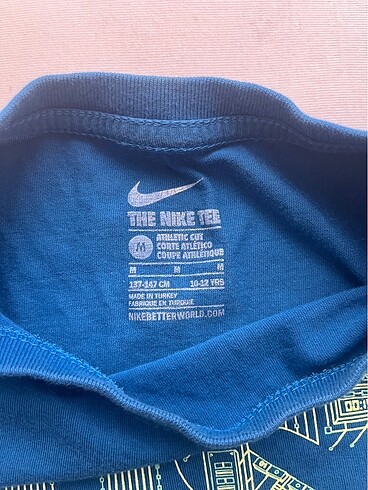 THE NIKE TEE
M
ATHLETIC CUT
CORTE ATLÉTICO
COUPE ATHLÉTIQUE
M M M
137-147 CM 10-12 YRS
MADE IN TURKEY
FABRIQUÉ EN TURQUIE
NIKEBETTERWORLD.COM